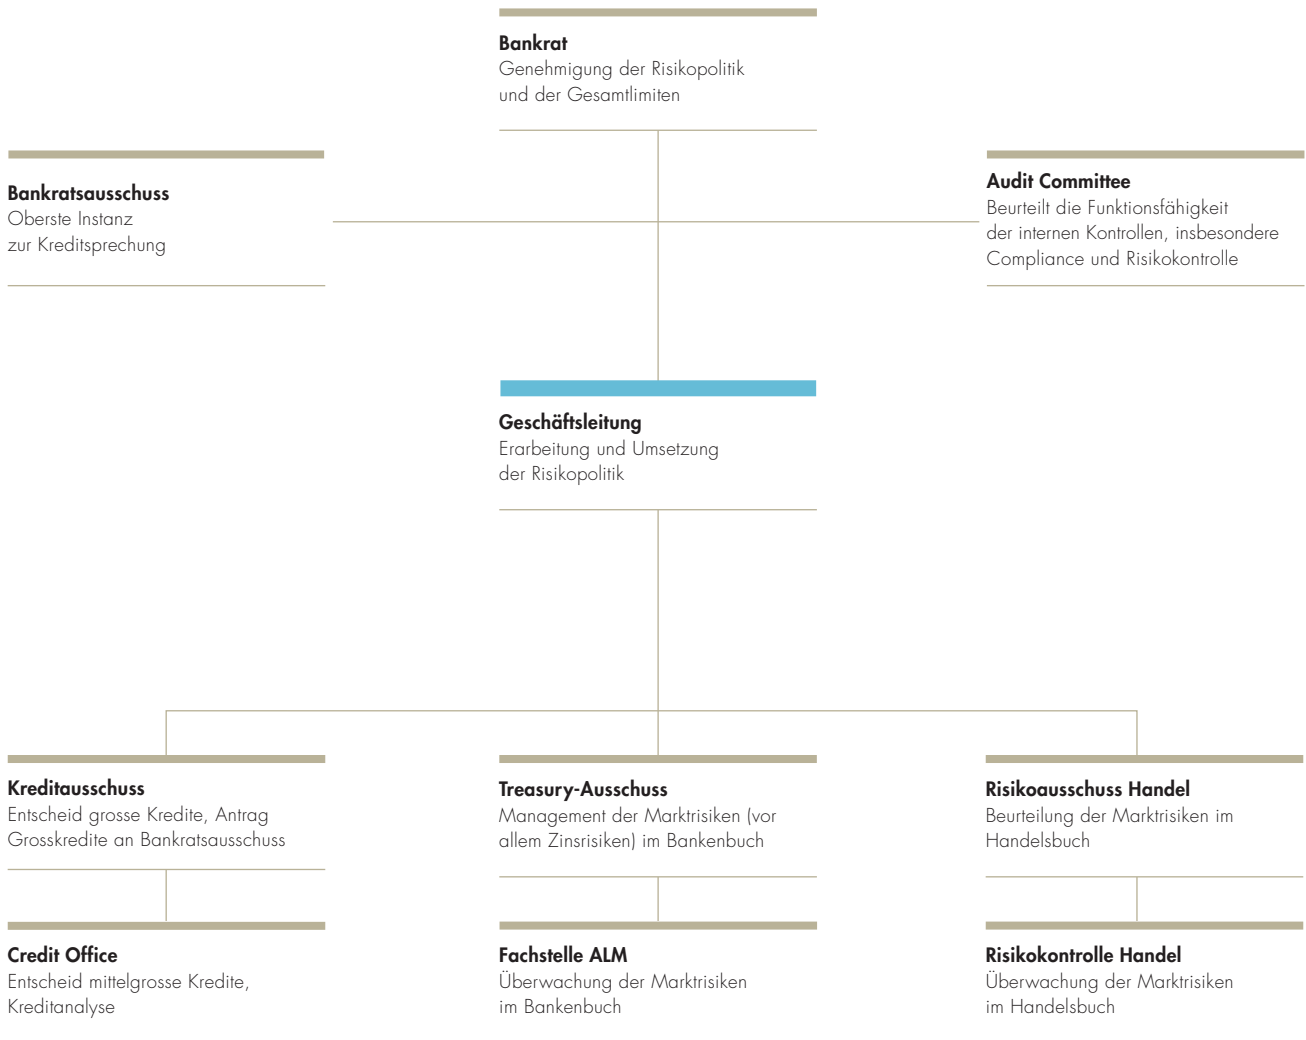 Bankrat
Genehmigung der Risikopolitik
und der Gesamtlimiten
Bankratsausschuss
Oberste Instanz
zur Kreditsprechung
Audit Committee
Beurteilt die Funktionsfähigkeit
der internen Kontrollen, insbesondere
Compliance und Risikokontrolle
Geschäftsleitung
Erarbeitung und Umsetzung
der Risikopolitik
Kreditausschuss
Entscheid grosse Kredite, Antrag
Grosskredite an Bankratsausschuss
Treasury-Ausschuss
Management der Marktrisiken (vor
allem Zinsrisiken) im Bankenbuch
Risikoausschuss Handel
Beurteilung der Marktrisiken im
Handelsbuch
Credit Office
Entscheid mittelgrosse Kredite,
Kreditanalyse
Fachstelle ALM
Überwachung der Marktrisiken
im Bankenbuch
Risikokontrolle Handel
Überwachung der Marktrisiken
im Handelsbuch